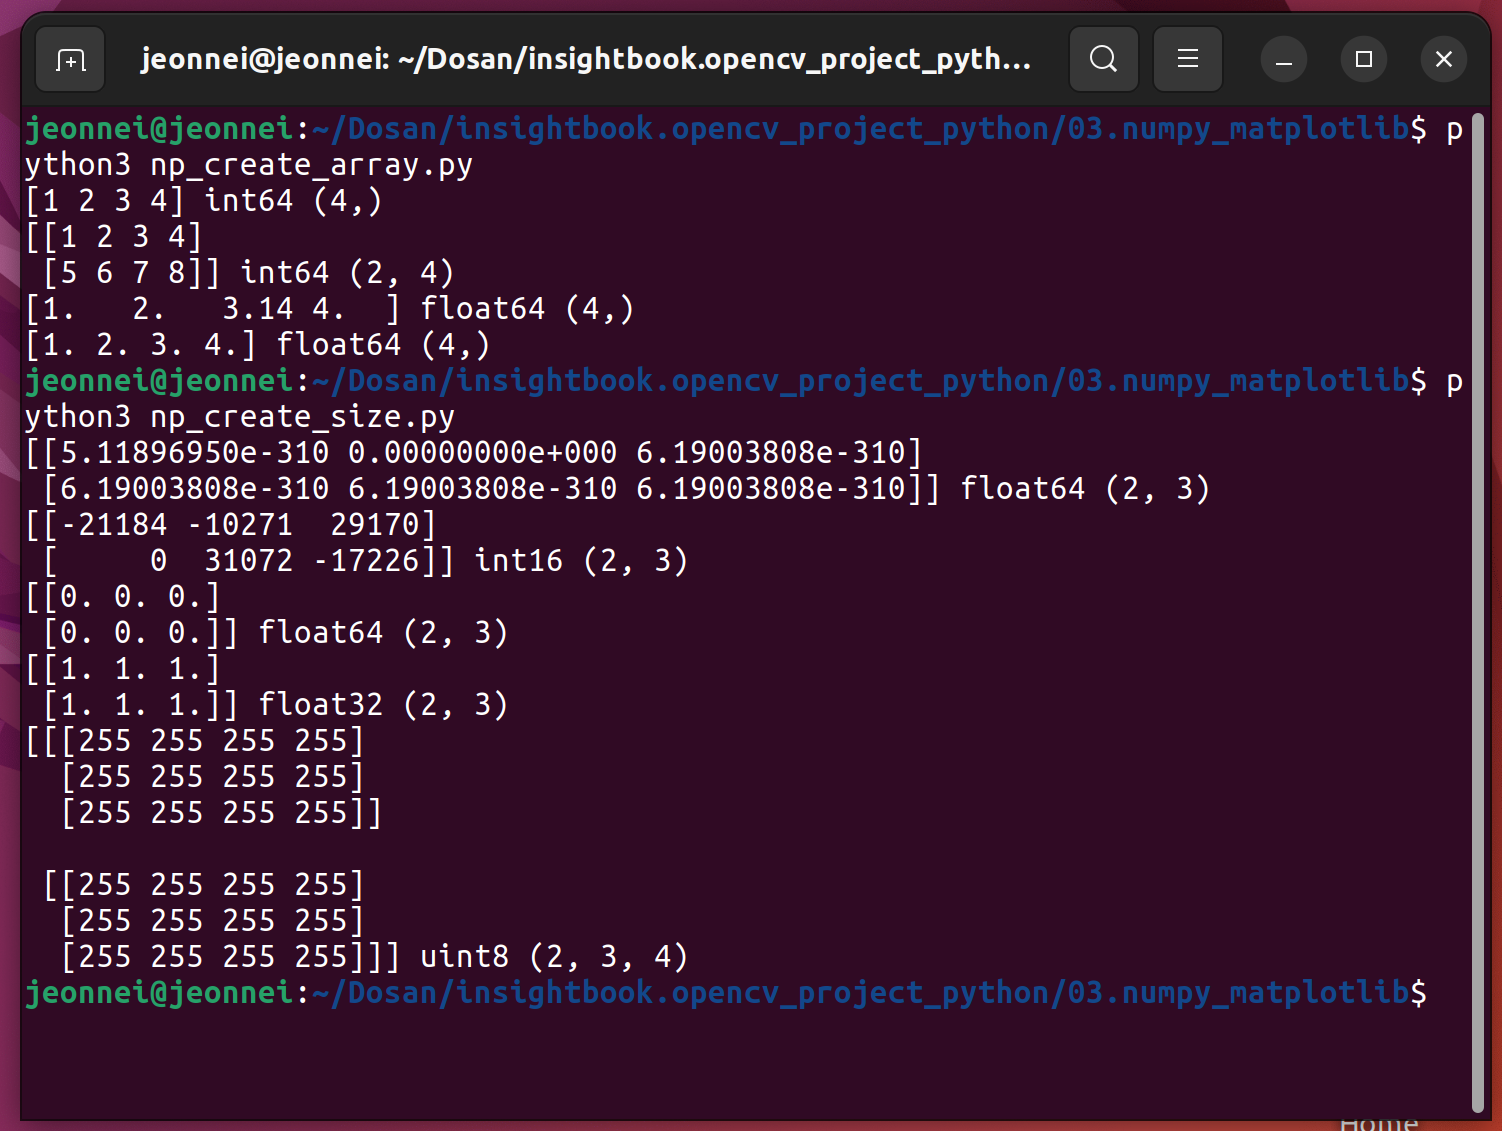 jeonnei@jeonnei: ~/Dosan/insightbook.opencv_project_pyth...
jeonnei@jeonnei:~/Dosan/insightbook.opencv_project_python/03.numpy_matplotlib$ p
ython3 np_create_array.py
[1 2 3 4] int64 (4,)
[[1 2 3 4]
 [5 6 7 8]] int64 (2, 4)
[1.   2.   3.14 4.  ] float64 (4,)
[1. 2. 3. 4.] float64 (4,)
jeonnei@jeonnei:~/Dosan/insightbook.opencv_project_python/03.numpy_matplotlib$ p
ython3 np_create_size.py
[[5.11896950e-310 0.00000000e+000 6.19003808e-310]
 [6.19003808e-310 6.19003808e-310 6.19003808e-310]] float64 (2, 3)
[[-21184 -10271  29170]
 [     0  31072 -17226]] int16 (2, 3)
[[0. 0. 0.]
 [0. 0. 0.]] float64 (2, 3)
[[1. 1. 1.]
 [1. 1. 1.]] float32 (2, 3)
[[[255 255 255 255]
  [255 255 255 255]
  [255 255 255 255]]

 [[255 255 255 255]
  [255 255 255 255]
  [255 255 255 255]]] uint8 (2, 3, 4)
jeonnei@jeonnei:~/Dosan/insightbook.opencv_project_python/03.numpy_matplotlib$
Home